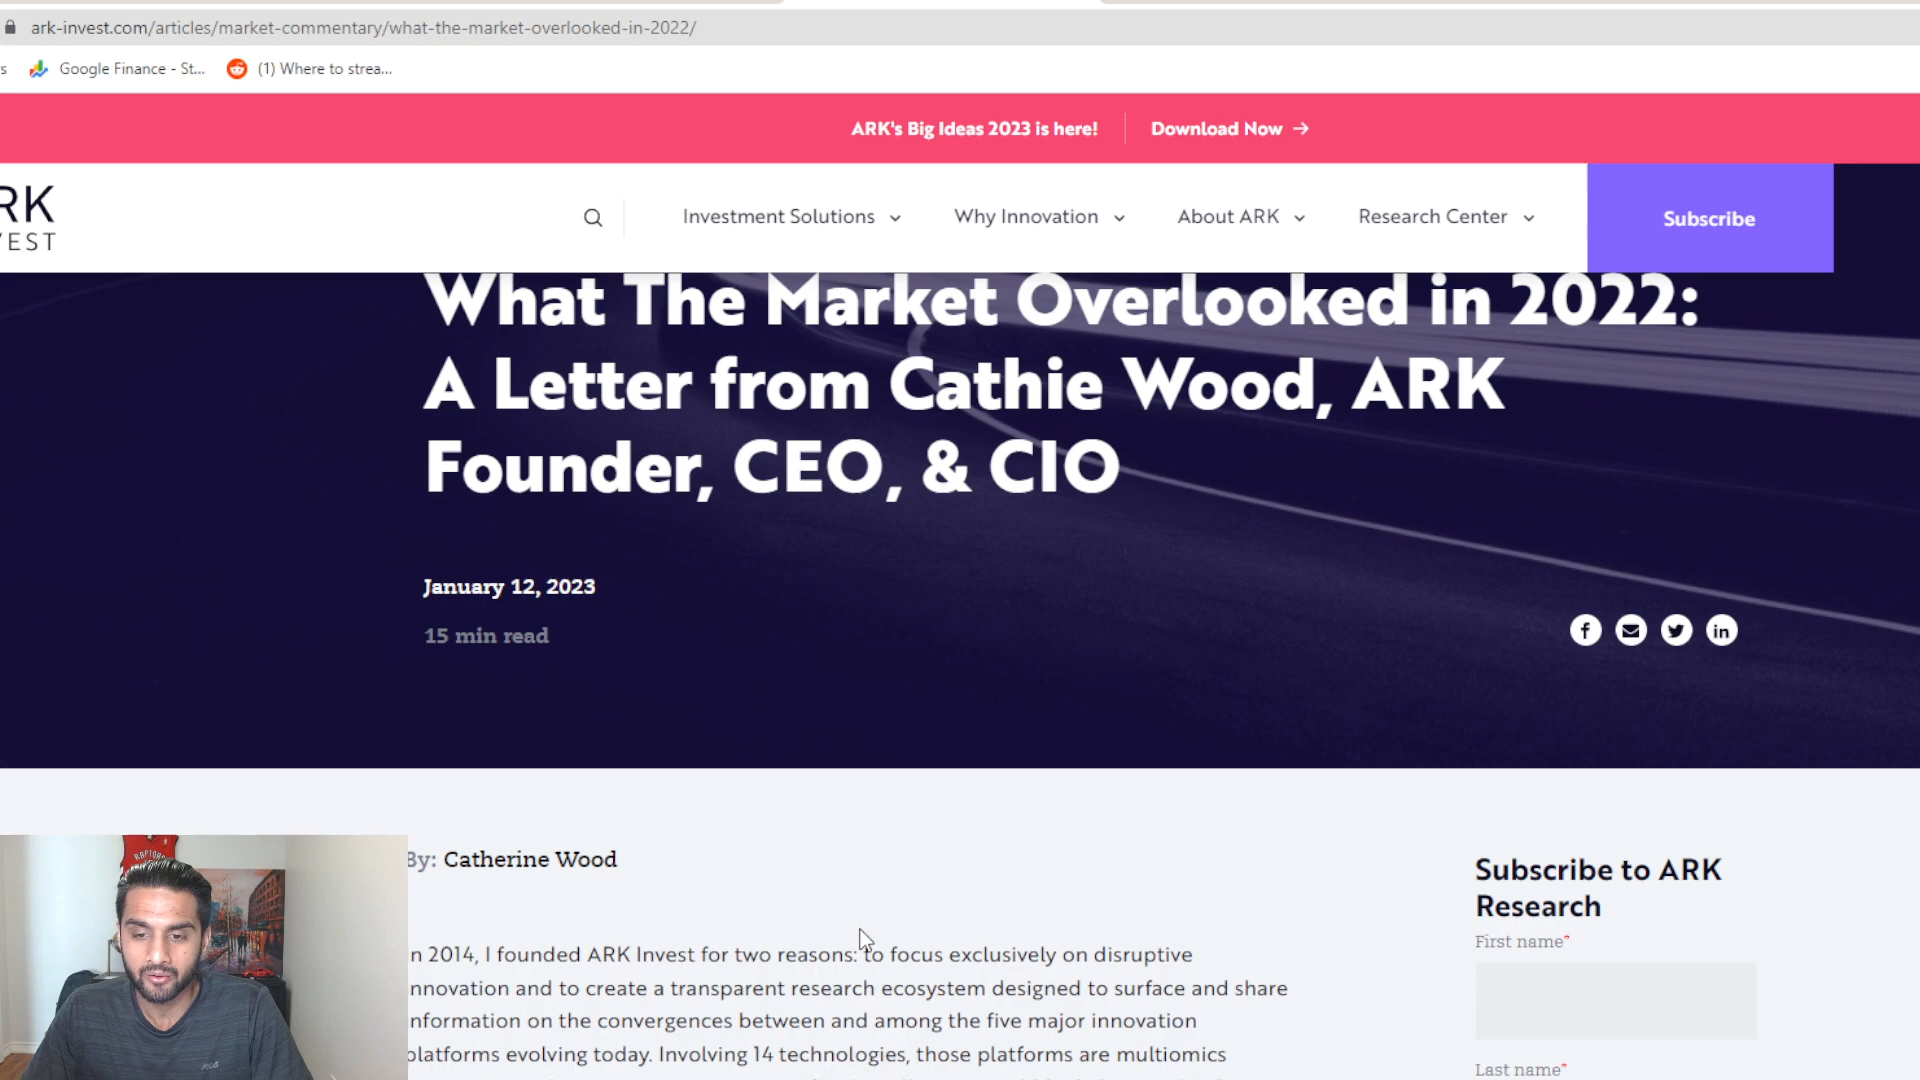 ark-invest.com/articles/market-commentary/what-the-market-overlooked-in-2022/
s Google Finance - St... (1) Where to strea...
ARK's Big Ideas 2023 is here! Download Now →
RK
VEST
Investment Solutions Why Innovation About ARK Research Center Subscribe
What The Market Overlooked in 2022:
A Letter from Cathie Wood, ARK
Founder, CEO, & CIO
January 12, 2023
15 min read
By: Catherine Wood
n 2014, I founded ARK Invest for two reasons: to focus exclusively on disruptive
nnovation and to create a transparent research ecosystem designed to surface and share
nformation on the convergences between and among the five major innovation
platforms evolving today. Involving 14 technologies, those platforms are multiomics
Subscribe to ARK
Research
First name*
Last name*
RAPTORS